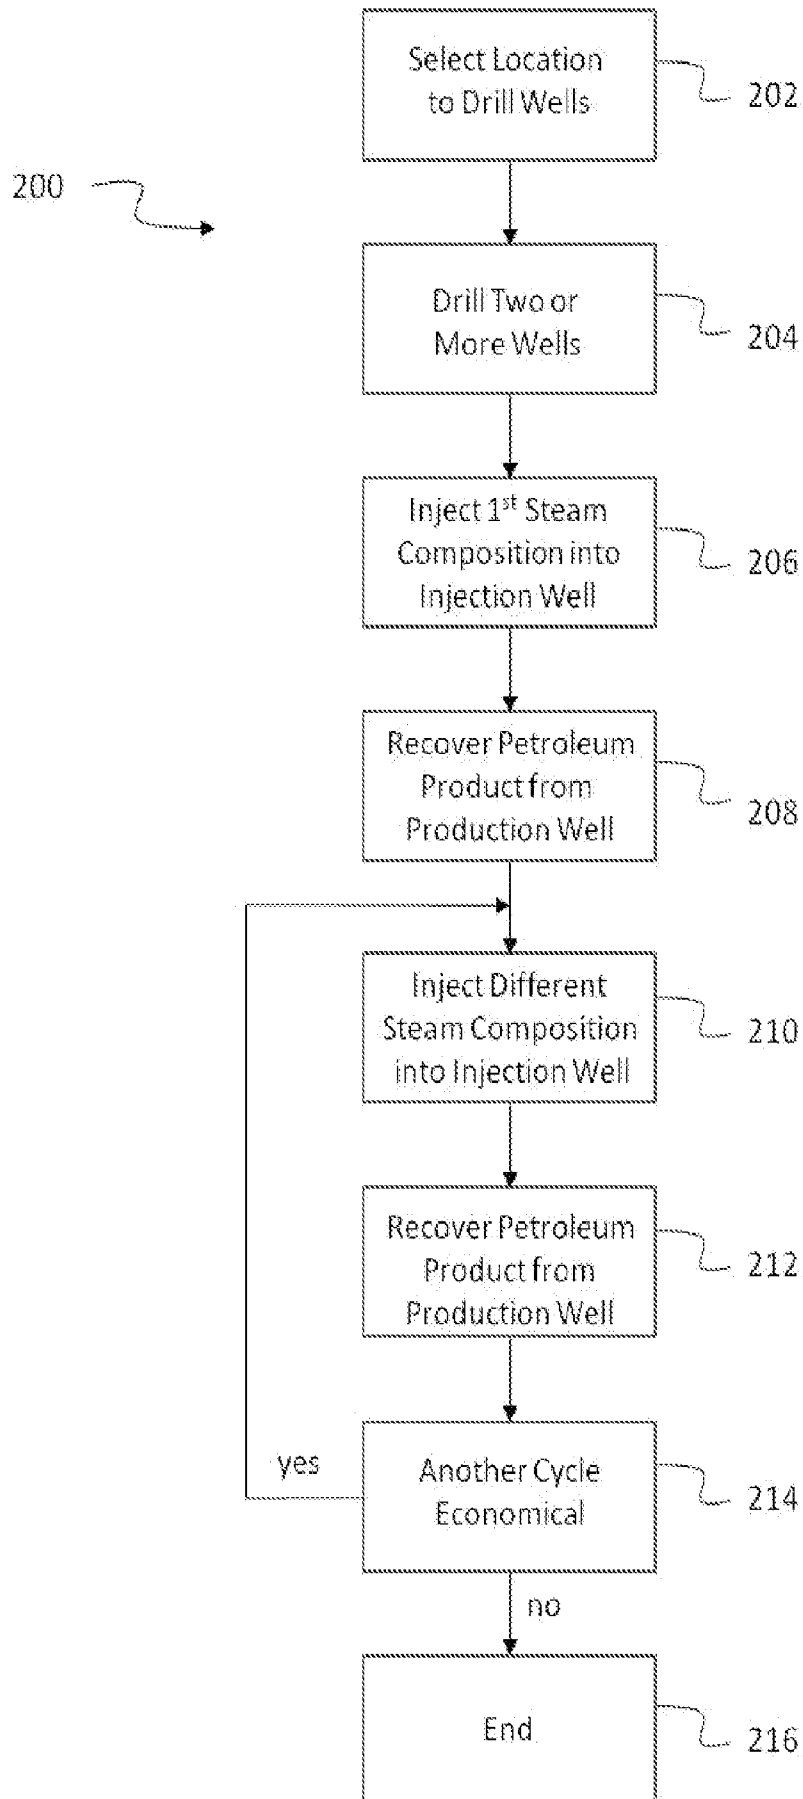 Select Location
to Drill Wells
202
200
Drill Two or
More Wells
204
Inject 1st Steam
Composition into
Injection Well
206
Recover Petroleum
Product from
Production Well
208
Inject Different
Steam Composition
into Injection Well
210
Recover Petroleum
Product from
Production Well
212
yes
Another Cycle
Economical
214
no
End
216